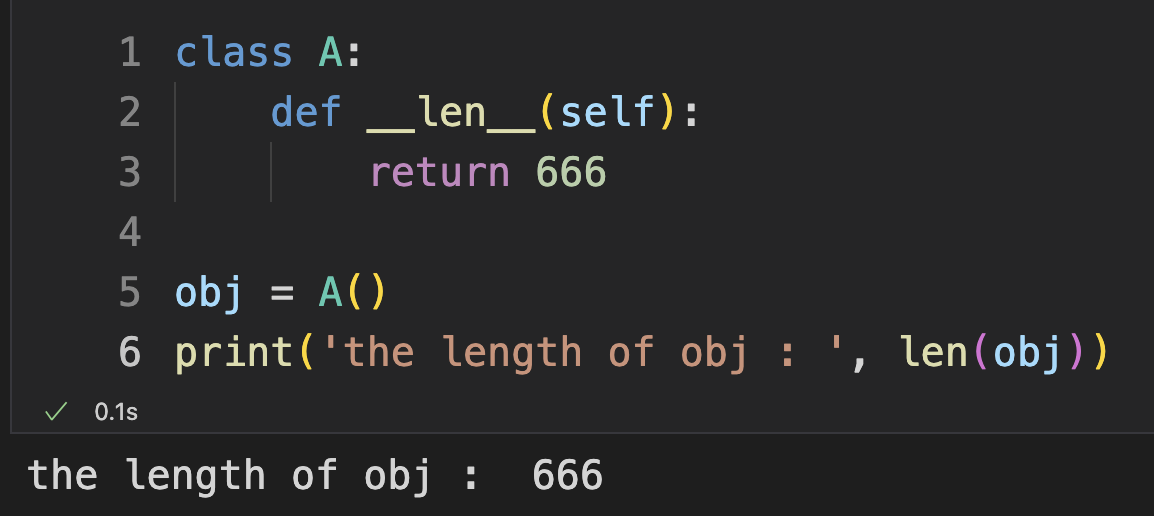 1 class A:
2     def __len__(self):
3         return 666
4
5 obj = A()
6 print('the length of obj : ', len(obj))
✓ 0.1s
the length of obj :  666